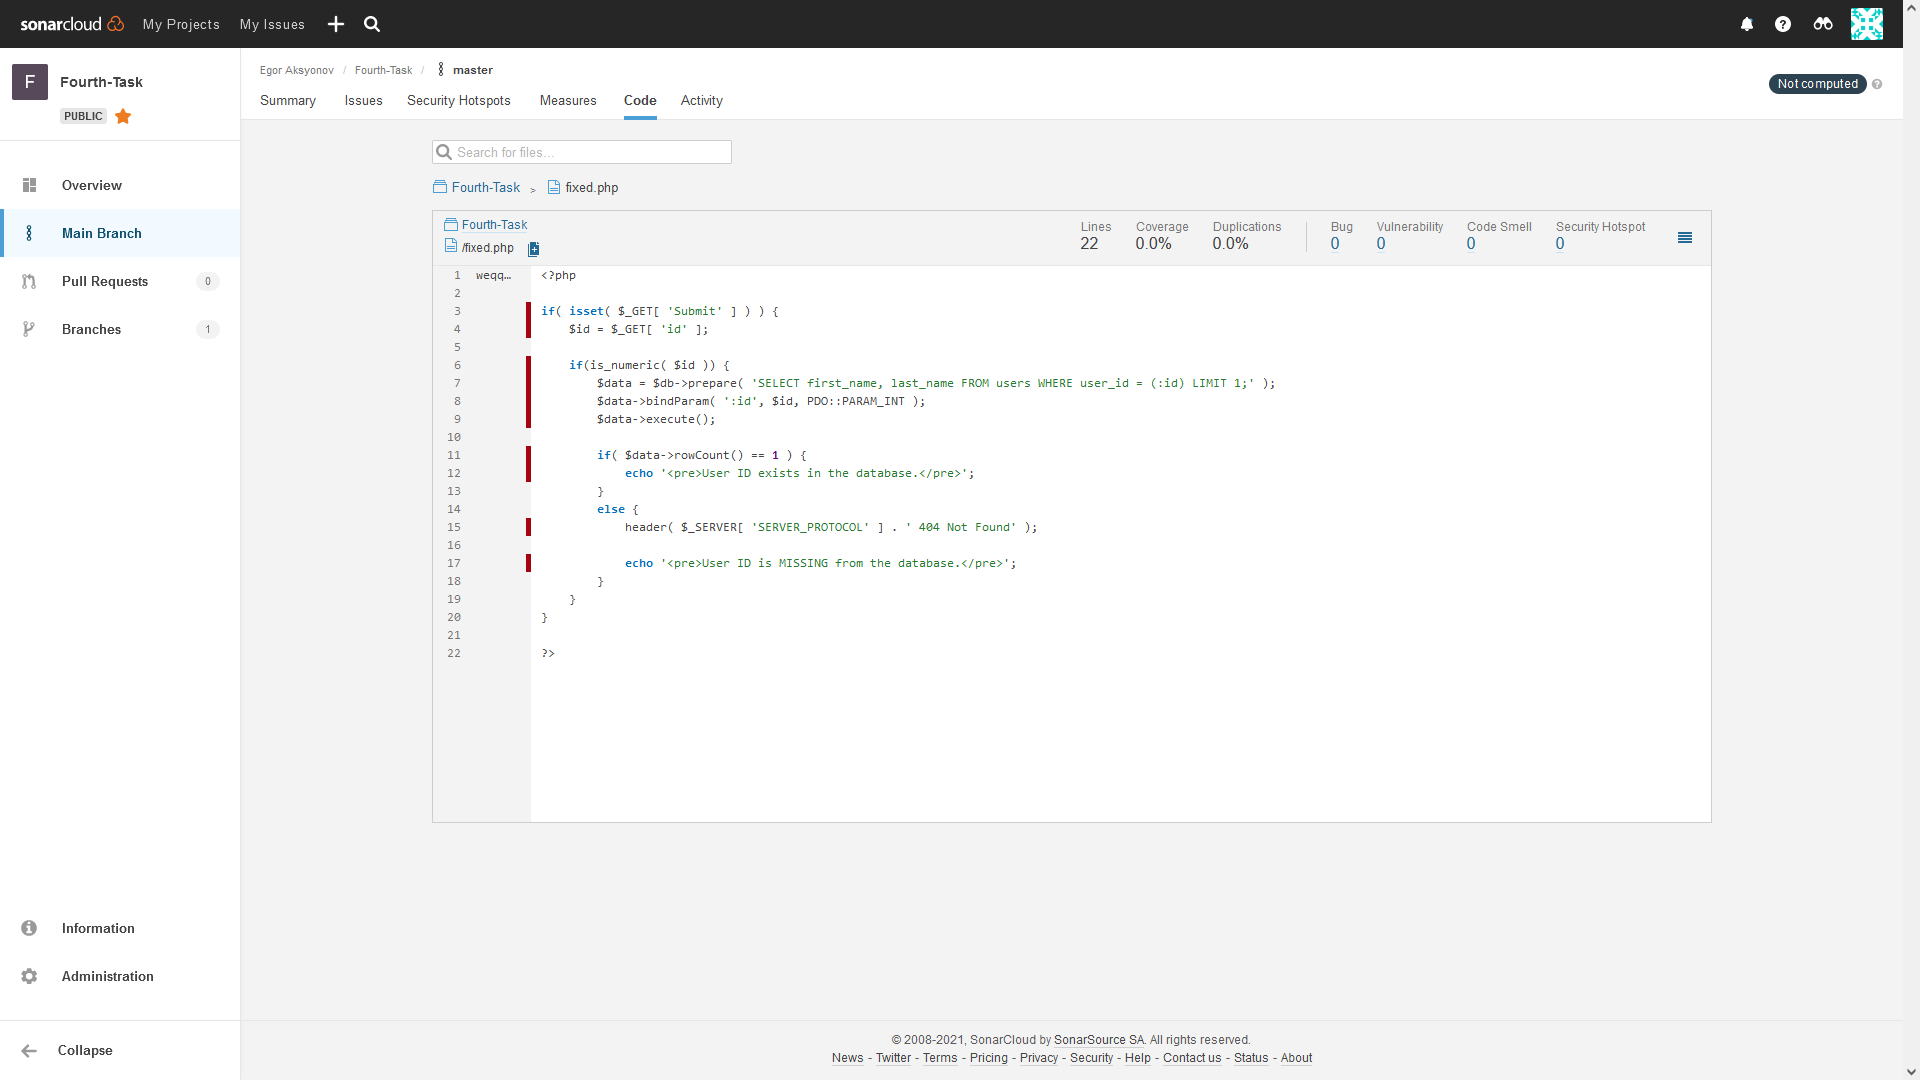 sonarcloud My Projects My Issues
F Fourth-Task
PUBLIC
Overview
Main Branch
Pull Requests 0
Branches 1
Information
Administration
Collapse
Egor Aksyonov / Fourth-Task / master
Summary Issues Security Hotspots Measures Code Activity
Not computed ?
Search for files...
Fourth-Task > fixed.php
Fourth-Task
/fixed.php
Lines Coverage Duplications Bug Vulnerability Code Smell Security Hotspot
22 0.0% 0.0% 0 0 0 0
1 weqq... <?php
2
3 if( isset( $_GET[ 'Submit' ] ) ) {
4 $id = $_GET[ 'id' ];
5
6 if(is_numeric( $id )) {
7 $data = $db->prepare( 'SELECT first_name, last_name FROM users WHERE user_id = (:id) LIMIT 1;' );
8 $data->bindParam( ':id', $id, PDO::PARAM_INT );
9 $data->execute();
10
11 if( $data->rowCount() == 1 ) {
12 echo '<pre>User ID exists in the database.</pre>';
13 }
14 else {
15 header( $_SERVER[ 'SERVER_PROTOCOL' ] . ' 404 Not Found' );
16
17 echo '<pre>User ID is MISSING from the database.</pre>';
18 }
19 }
20 }
21
22 ?>
© 2008-2021, SonarCloud by SonarSource SA. All rights reserved.
News - Twitter - Terms - Pricing - Privacy - Security - Help - Contact us - Status - About